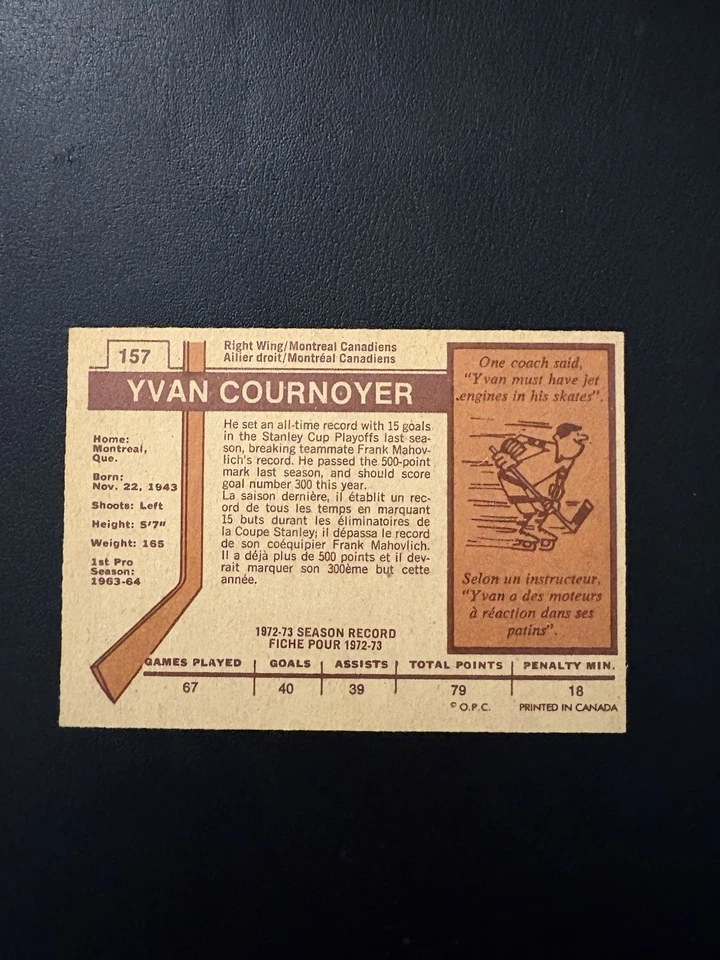 157
Right Wing/Montreal Canadiens
Ailier droit/Montréal Canadiens
YVAN COURNOYER
Home:
Montreal,
Que.
Born:
Nov. 22, 1943
Shoots: Left
Height: 5'7"
Weight: 165
1st Pro
Season:
1963-64
He set an all-time record with 15 goals
in the Stanley Cup Playoffs last sea-
son, breaking teammate Frank Mahov-
lich's record. He passed the 500-point
mark last season, and should score
goal number 300 this year.
La saison dernière, il établit un rec-
ord de tous les temps en marquant
15 buts durant les éliminatoires de
la Coupe Stanley; il dépassa le record
de son coéquipier Frank Mahovlich.
Il a déjà plus de 500 points et il dev-
rait marquer son 300ème but cette
année.
One coach said,
"Yvan must have jet
engines in his skates".
Selon un instructeur,
"Yvan a des moteurs
à réaction dans ses
patins".
1972-73 SEASON RECORD
FICHE POUR 1972-73
GAMES PLAYED GOALS ASSISTS TOTAL POINTS PENALTY MIN.
67 40 39 79 18
© O.P.C. PRINTED IN CANADA